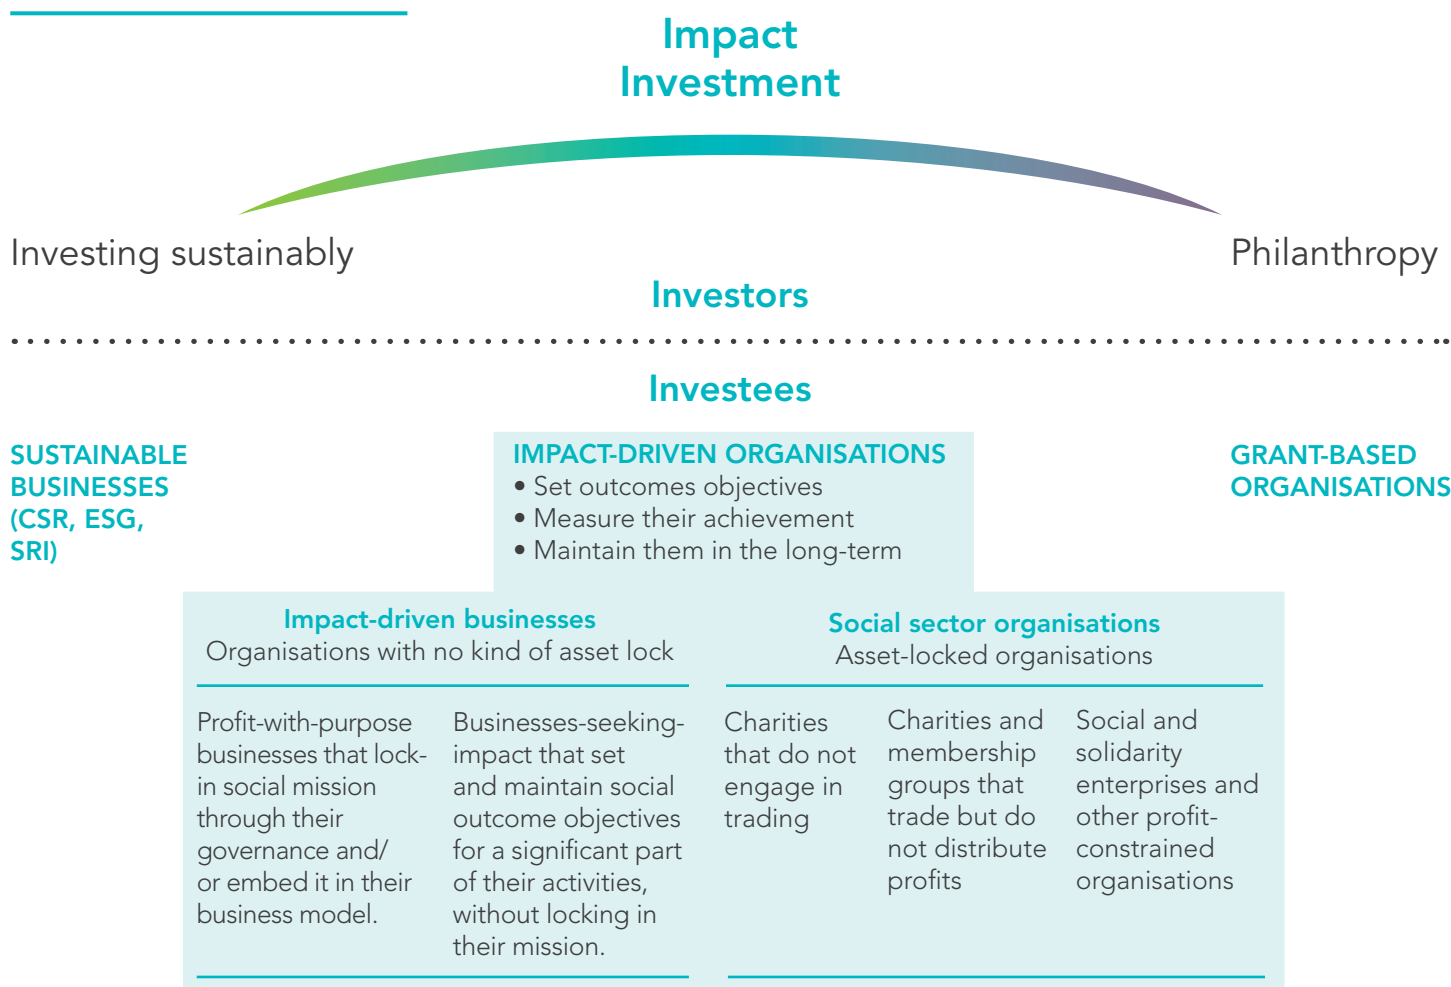 Impact
Investment
Investing sustainably
Philanthropy
Investors
Investees
SUSTAINABLE
BUSINESSES
(CSR, ESG,
SRI)
IMPACT-DRIVEN ORGANISATIONS
• Set outcomes objectives
• Measure their achievement
• Maintain them in the long-term
GRANT-BASED
ORGANISATIONS
Impact-driven businesses
Organisations with no kind of asset lock
Profit-with-purpose
businesses that lock-
in social mission
through their
governance and/
or embed it in their
business model.
Businesses-seeking-
impact that set
and maintain social
outcome objectives
for a significant part
of their activities,
without locking in
their mission.
Social sector organisations
Asset-locked organisations
Charities
that do not
engage in
trading
Charities and
membership
groups that
trade but do
not distribute
profits
Social and
solidarity
enterprises and
other profit-
constrained
organisations